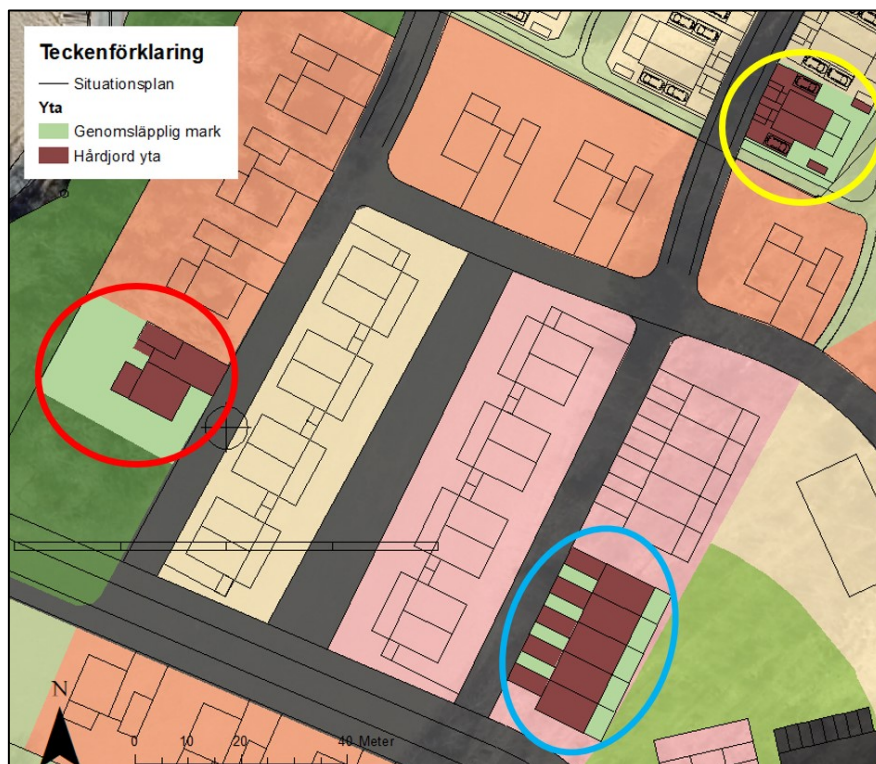 Teckenförklaring
Situationsplan
Yta
Genomsläpplig mark
Hårdjord yta
N
0 10 20 40 Meter